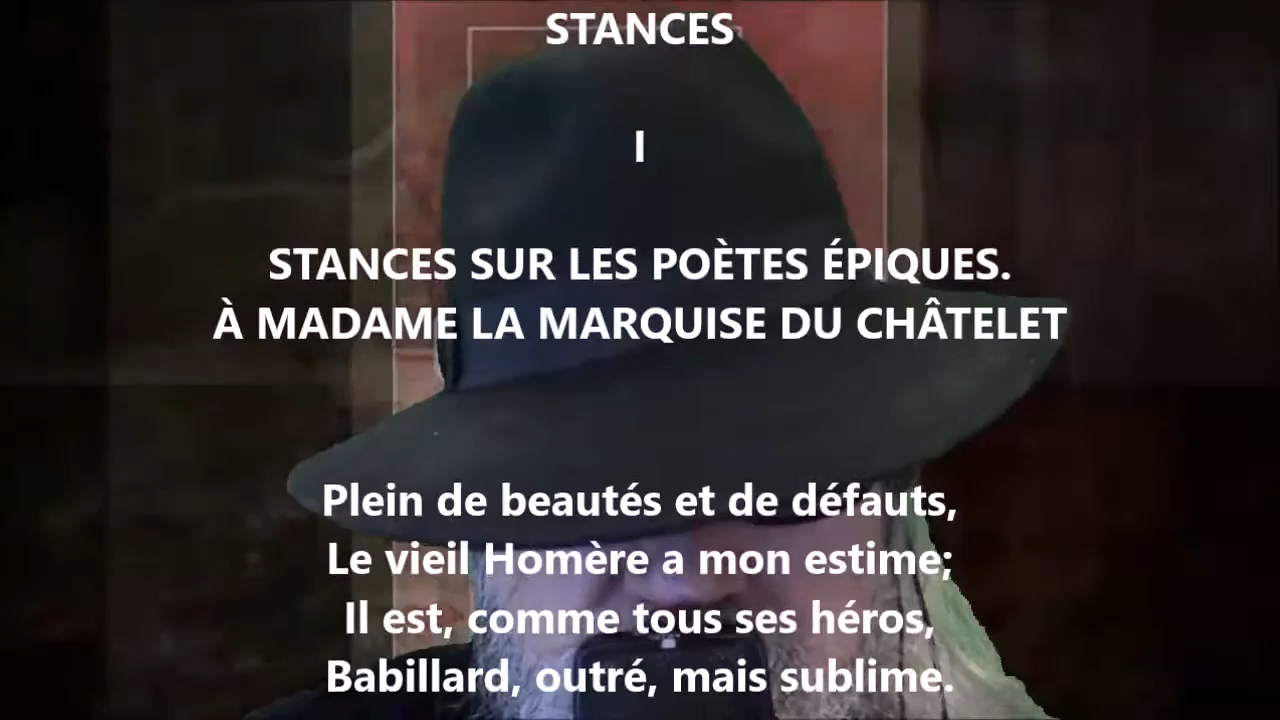 STANCES
I
STANCES SUR LES POÈTES ÉPIQUES.
À MADAME LA MARQUISE DU CHÂTELET
Plein de beautés et de défauts,
Le vieil Homère a mon estime;
Il est, comme tous ses héros,
Babillard, outré, mais sublime.